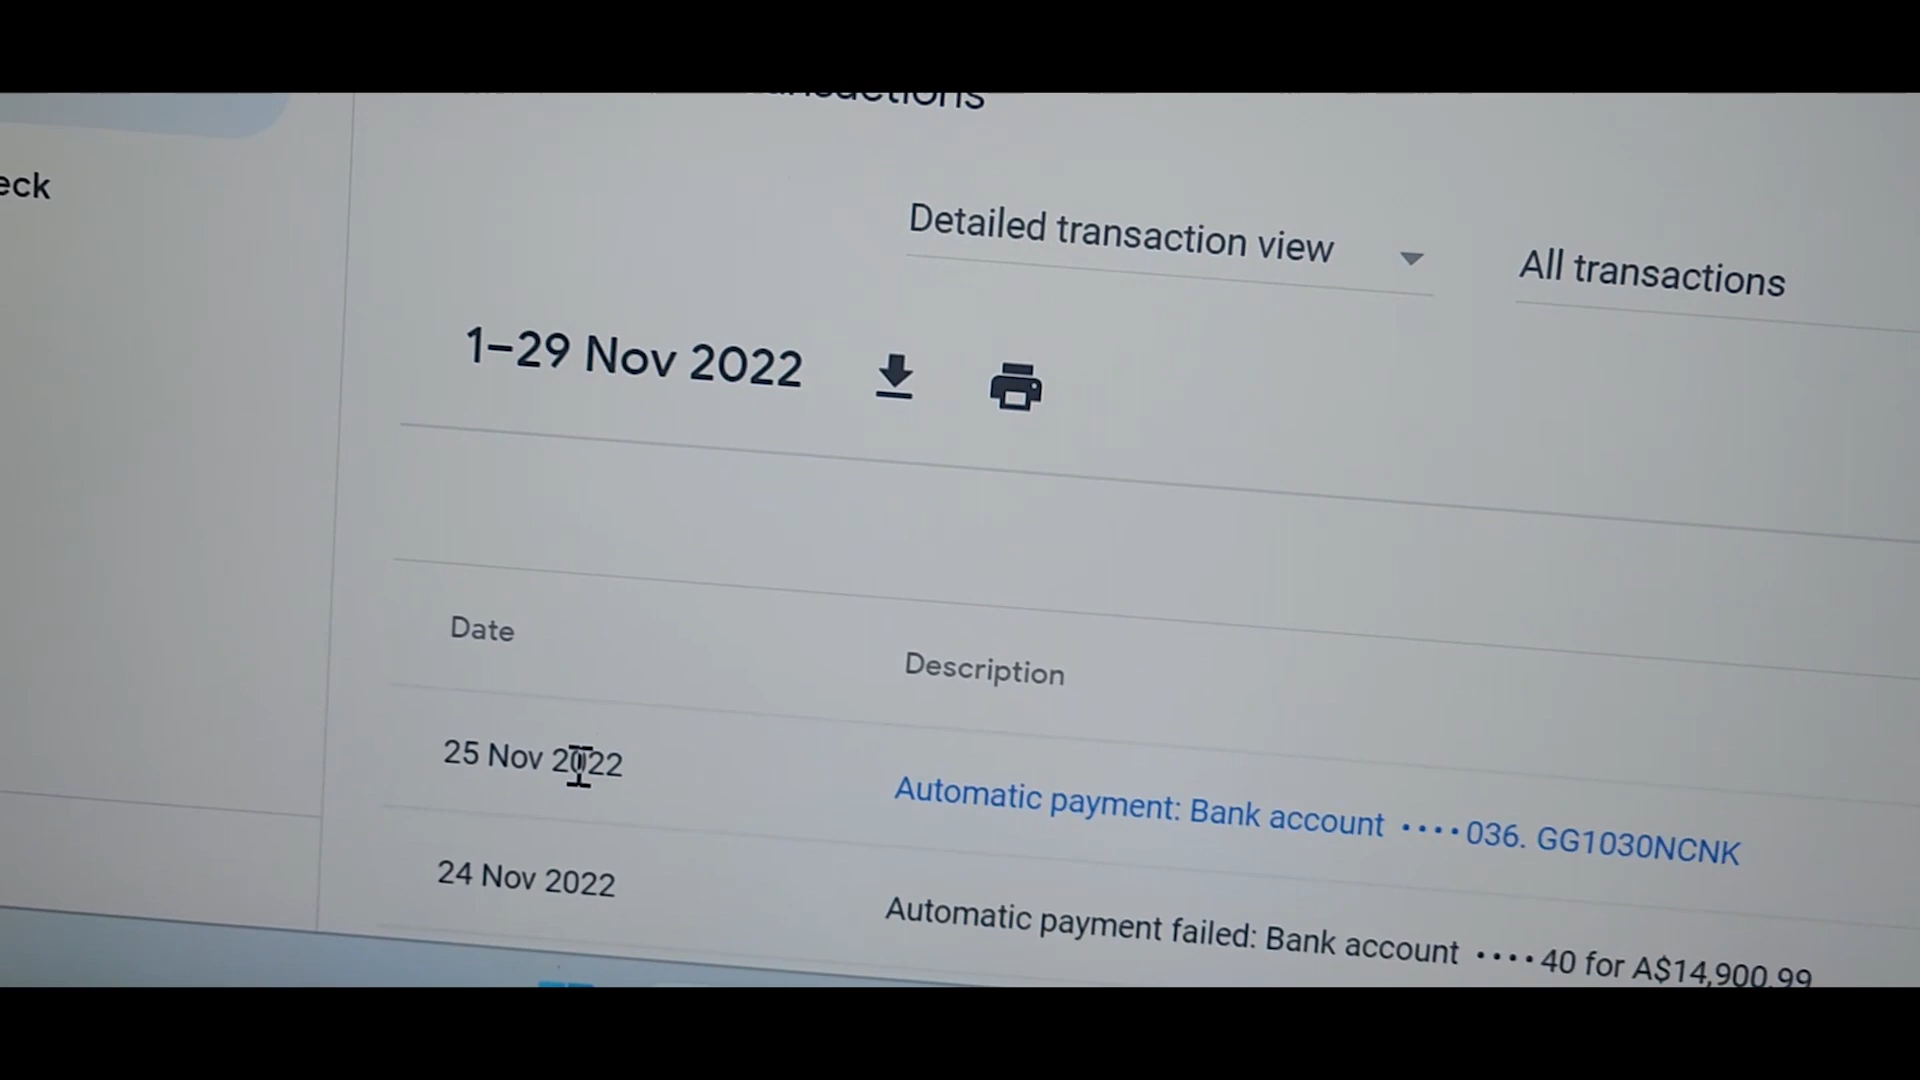 eck
Detailed transaction view
All transactions
1–29 Nov 2022
Date
Description
25 Nov 2022
Automatic payment: Bank account ····036. GG1030NCNK
24 Nov 2022
Automatic payment failed: Bank account ····40 for A$14,900.99